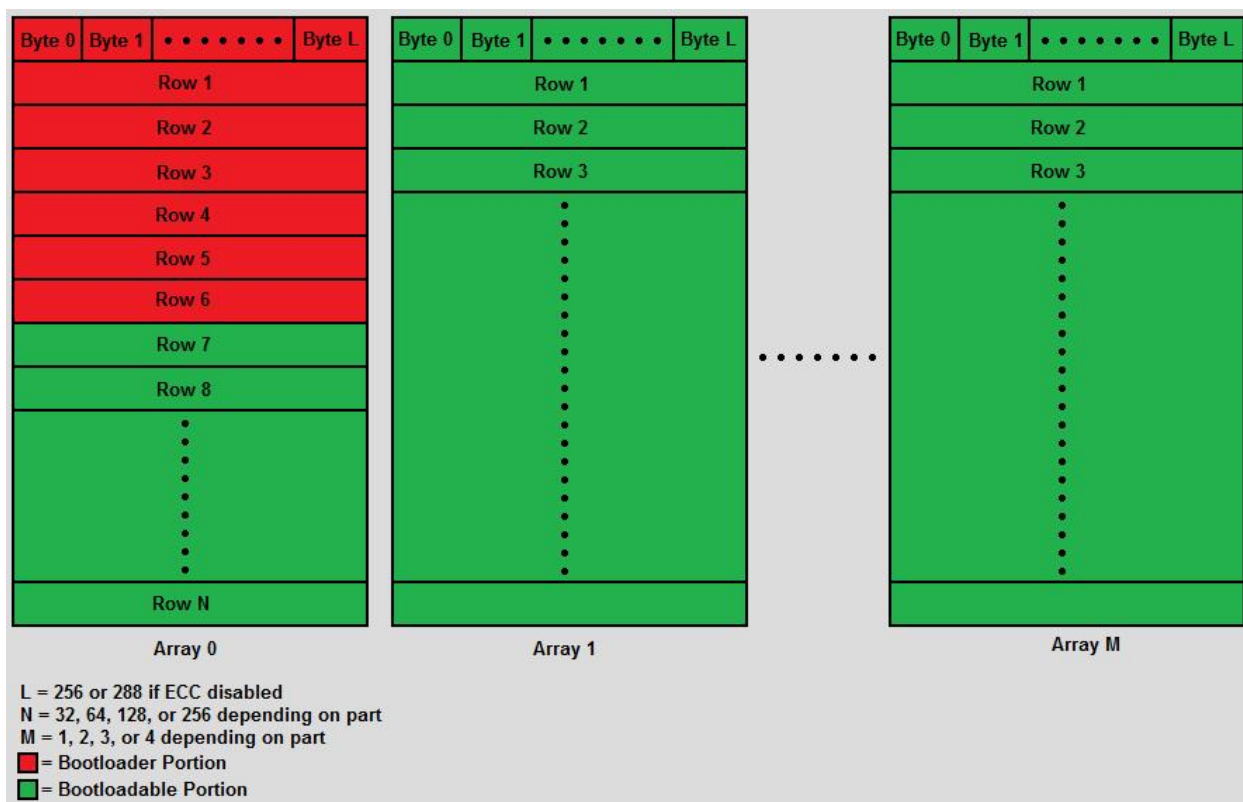 Byte 0 Byte 1 • • • • • • • Byte L
Row 1
Row 2
Row 3
Row 4
Row 5
Row 6
Row 7
Row 8
Row N
Array 0
Byte 0 Byte 1 • • • • • • • Byte L
Row 1
Row 2
Row 3
Array 1
Byte 0 Byte 1 • • • • • • • Byte L
Row 1
Row 2
Row 3
Array M
L = 256 or 288 if ECC disabled
N = 32, 64, 128, or 256 depending on part
M = 1, 2, 3, or 4 depending on part
= Bootloader Portion
= Bootloadable Portion